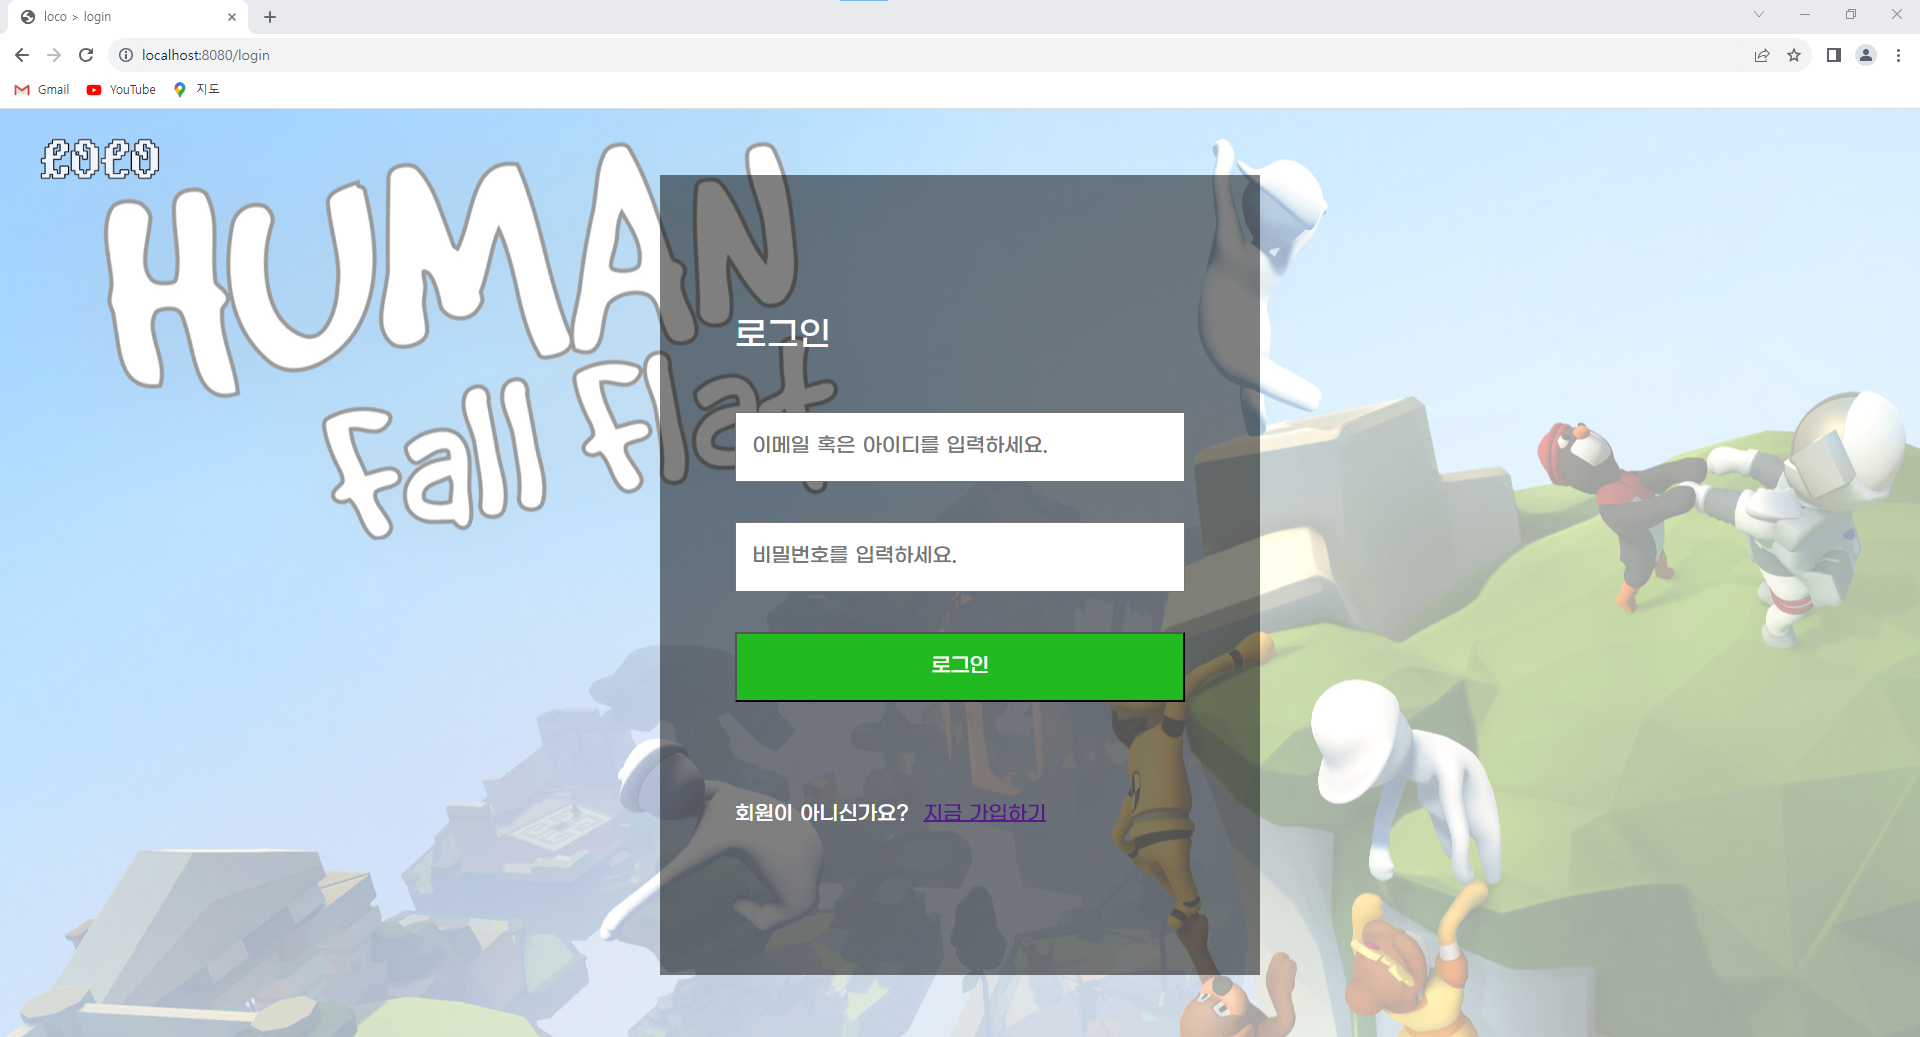 loco > login
localhost:8080/login
Gmail YouTube 지도
LOCO
HUMAN
fall flat
로그인
이메일 혹은 아이디를 입력하세요.
비밀번호를 입력하세요.
로그인
회원이 아니신가요? 지금 가입하기